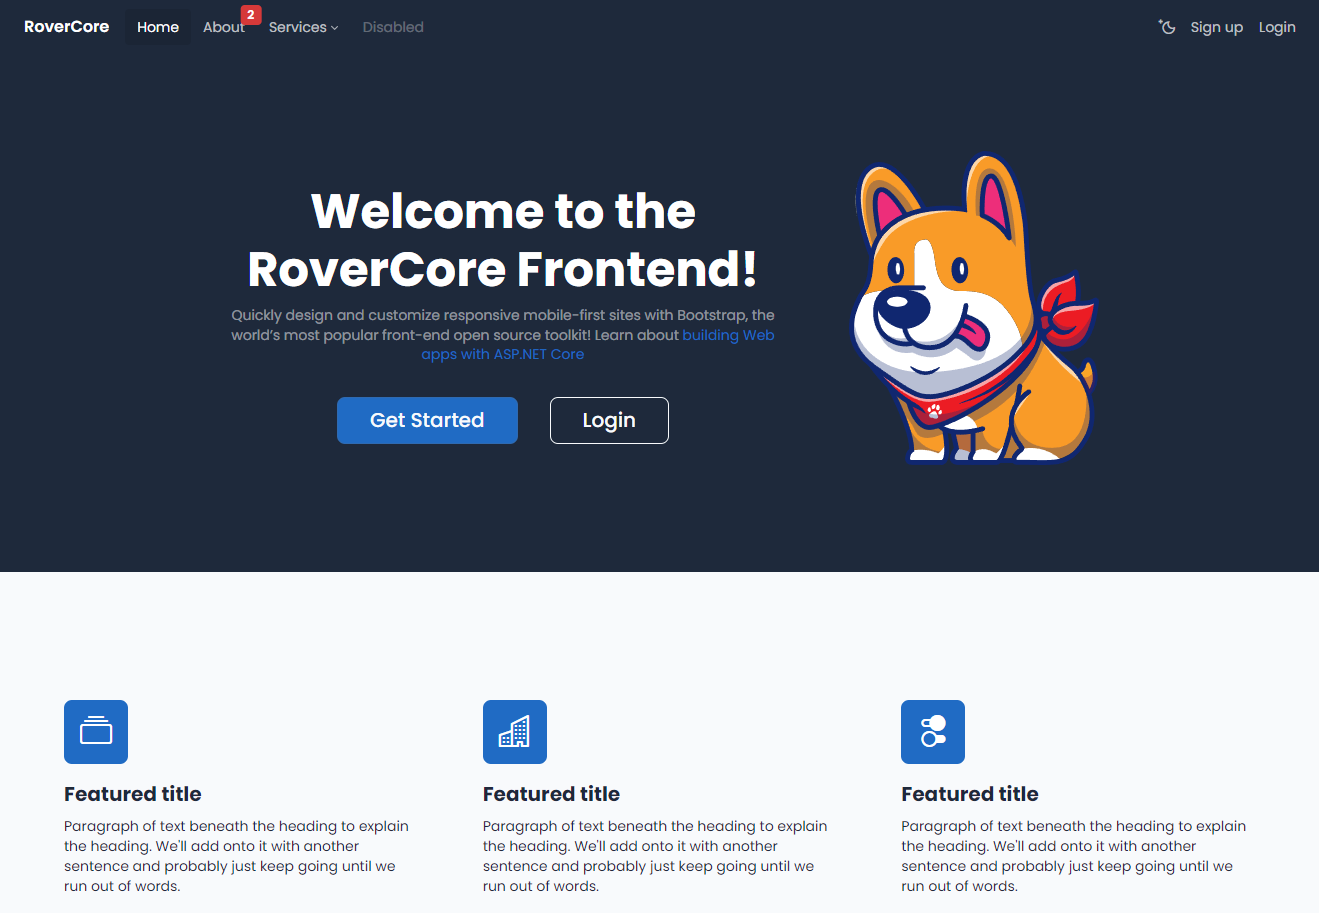 RoverCore Home About 2 Services Disabled Sign up Login
Welcome to the
RoverCore Frontend!
Quickly design and customize responsive mobile-first sites with Bootstrap, the
world's most popular front-end open source toolkit! Learn about building Web
apps with ASP.NET Core
Get Started Login
Featured title
Paragraph of text beneath the heading to explain
the heading. We'll add onto it with another
sentence and probably just keep going until we
run out of words.
Featured title
Paragraph of text beneath the heading to explain
the heading. We'll add onto it with another
sentence and probably just keep going until we
run out of words.
Featured title
Paragraph of text beneath the heading to explain
the heading. We'll add onto it with another
sentence and probably just keep going until we
run out of words.